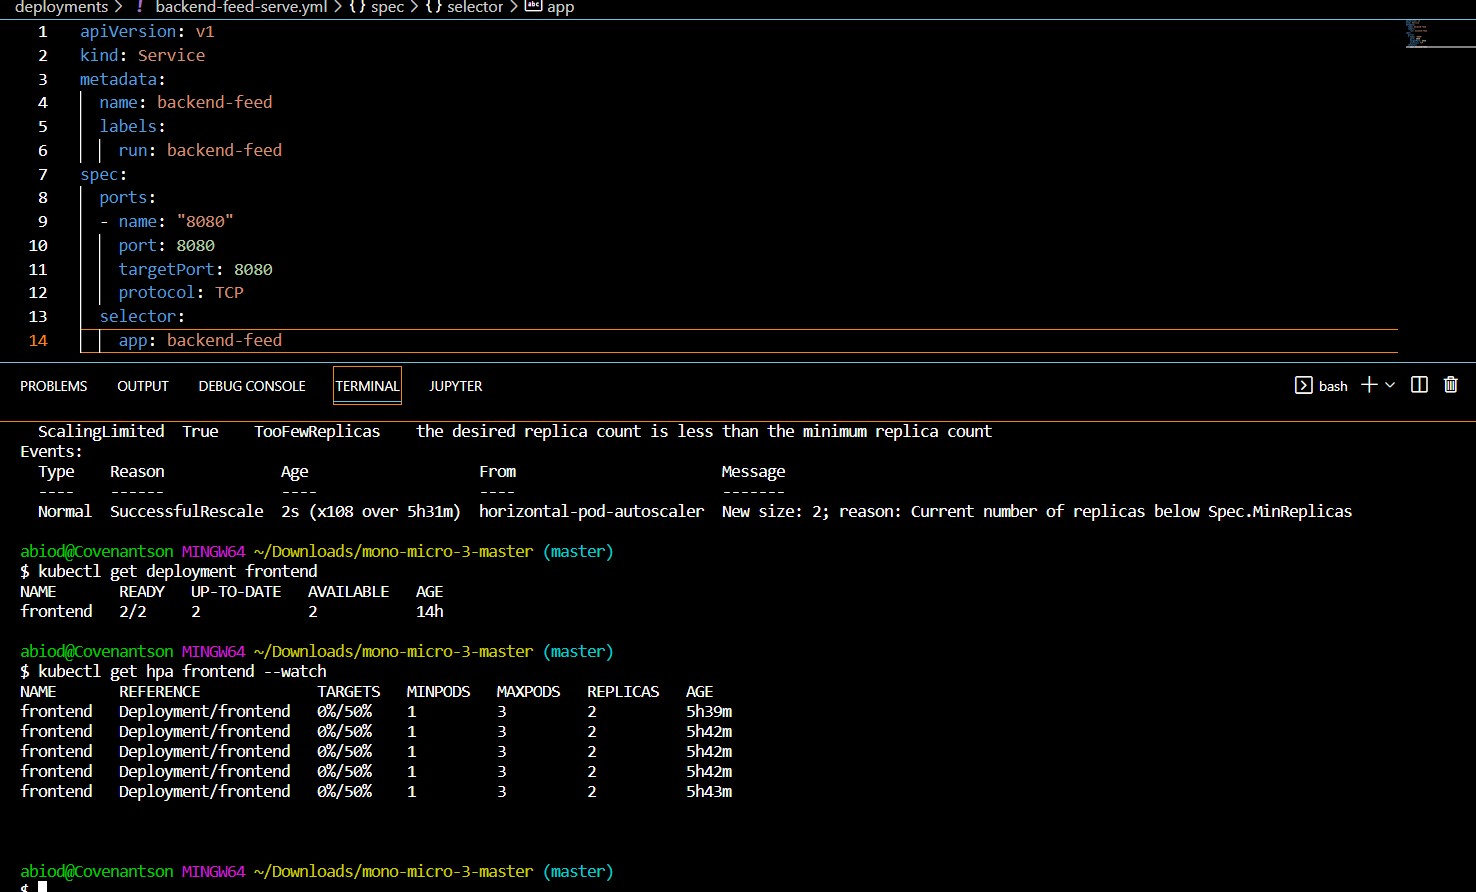 deployments > ! backend-feed-serve.yml > {} spec > {} selector > abc app
1 apiVersion: v1
2 kind: Service
3 metadata:
4 name: backend-feed
5 labels:
6 run: backend-feed
7 spec:
8 ports:
9 - name: "8080"
10 port: 8080
11 targetPort: 8080
12 protocol: TCP
13 selector:
14 app: backend-feed
PROBLEMS OUTPUT DEBUG CONSOLE TERMINAL JUPYTER bash
ScalingLimited True TooFewReplicas the desired replica count is less than the minimum replica count
Events:
Type Reason Age From Message
---- ------ ---- ---- -------
Normal SuccessfulRescale 2s (x108 over 5h31m) horizontal-pod-autoscaler New size: 2; reason: Current number of replicas below Spec.MinReplicas
abiod@Covenantson MINGW64 ~/Downloads/mono-micro-3-master (master)
$ kubectl get deployment frontend
NAME READY UP-TO-DATE AVAILABLE AGE
frontend 2/2 2 2 14h
abiod@Covenantson MINGW64 ~/Downloads/mono-micro-3-master (master)
$ kubectl get hpa frontend --watch
NAME REFERENCE TARGETS MINPODS MAXPODS REPLICAS AGE
frontend Deployment/frontend 0%/50% 1 3 2 5h39m
frontend Deployment/frontend 0%/50% 1 3 2 5h42m
frontend Deployment/frontend 0%/50% 1 3 2 5h42m
frontend Deployment/frontend 0%/50% 1 3 2 5h42m
frontend Deployment/frontend 0%/50% 1 3 2 5h43m
abiod@Covenantson MINGW64 ~/Downloads/mono-micro-3-master (master)
$